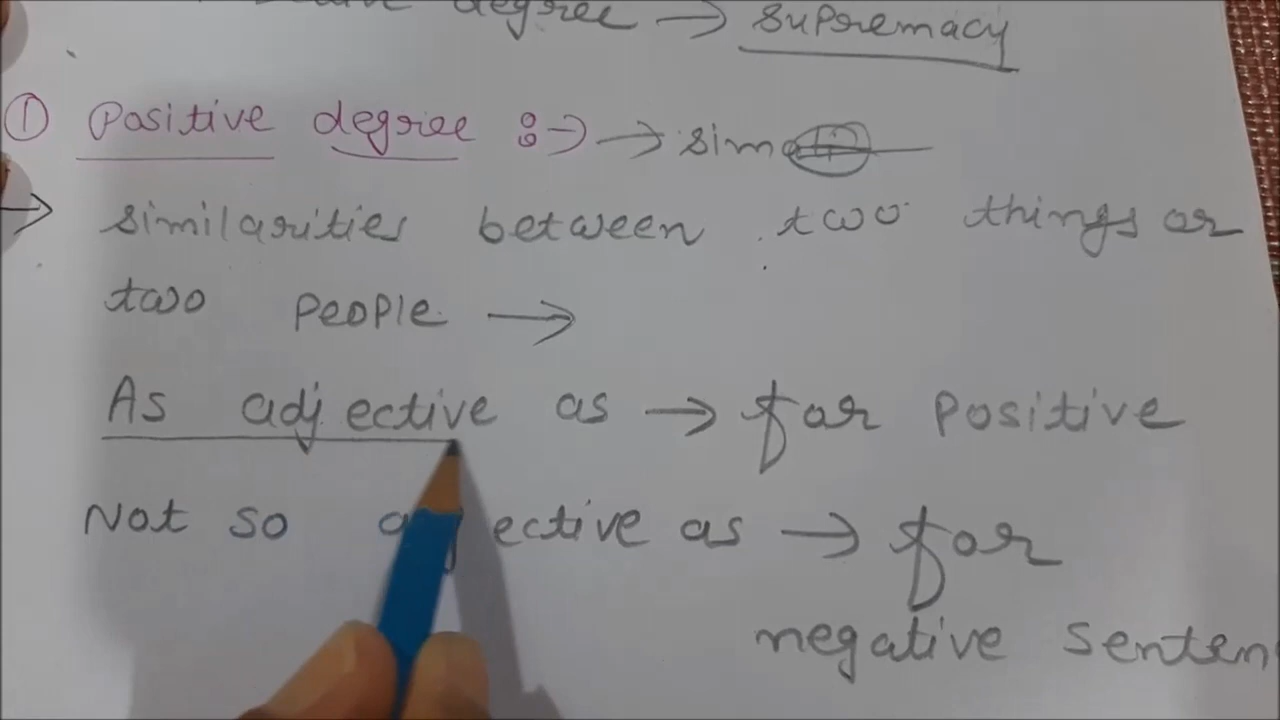 degree → supremacy
① Positive degree :-) → sim
→ similarities between two things or
two people →
As adjective as → for positive
Not so adjective as → for
negative senten